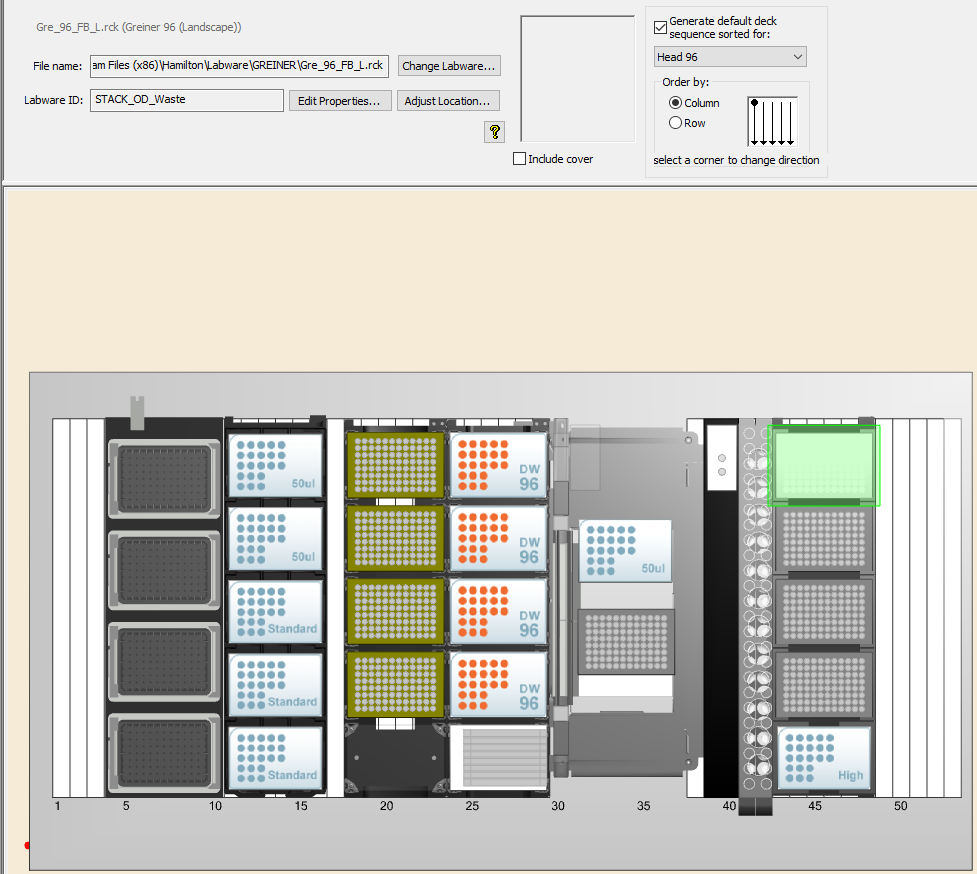 Gre_96_FB_L.rck (Greiner 96 (Landscape))
File name: am Files (x86)\Hamilton\Labware\GREINER\Gre_96_FB_L.rck Change Labware...
Labware ID: STACK_OD_Waste Edit Properties... Adjust Location...
?
Include cover
Generate default deck
sequence sorted for:
Head 96
Order by:
Column
Row
select a corner to change direction
50ul
50ul
Standard
Standard
Standard
DW
96
DW
96
DW
96
DW
96
50ul
High
1 5 10 15 20 25 30 35 40 45 50